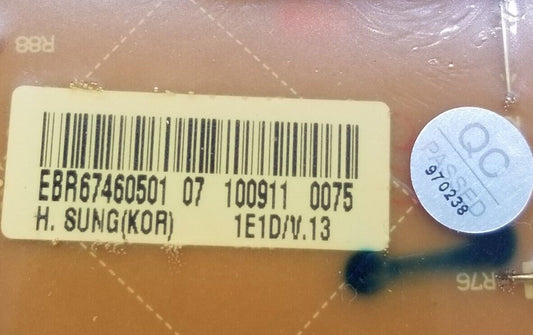 R88
EBR67460501 07 100911 0075
H. SUNG(KOR) 1E1D/V.13
QC
PASSED
970238
R76